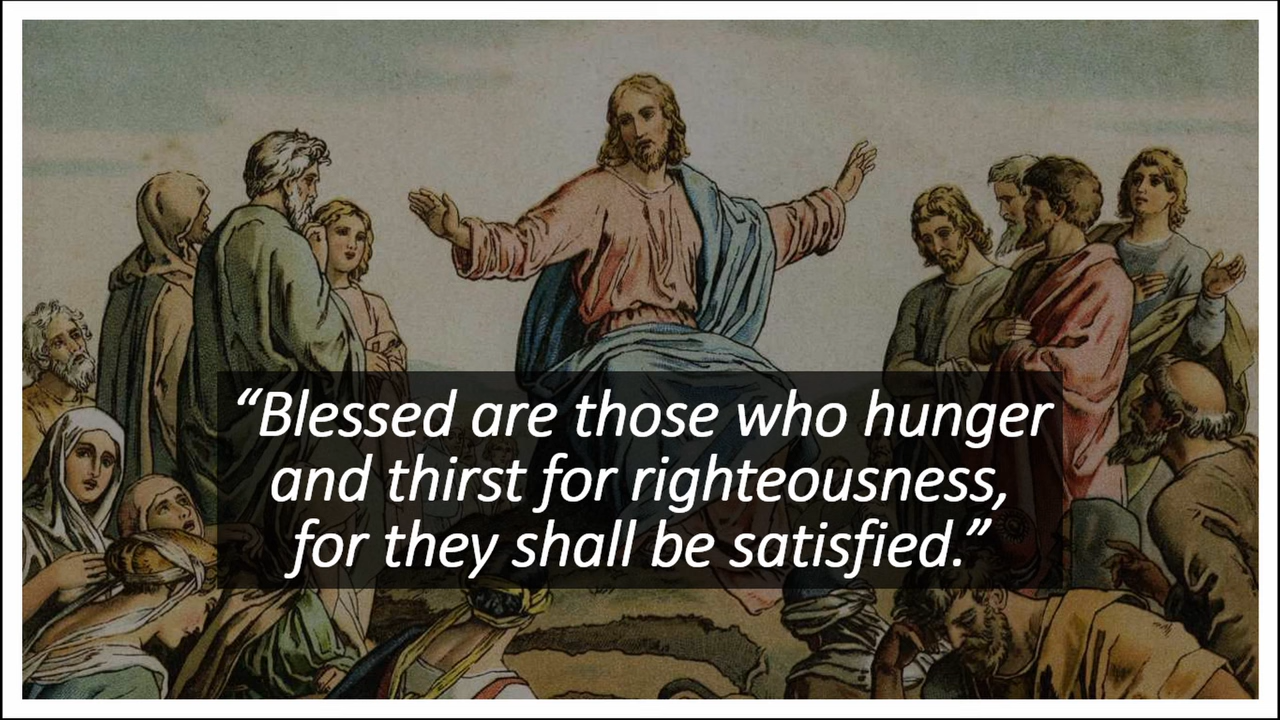 “Blessed are those who hunger
and thirst for righteousness,
for they shall be satisfied.”